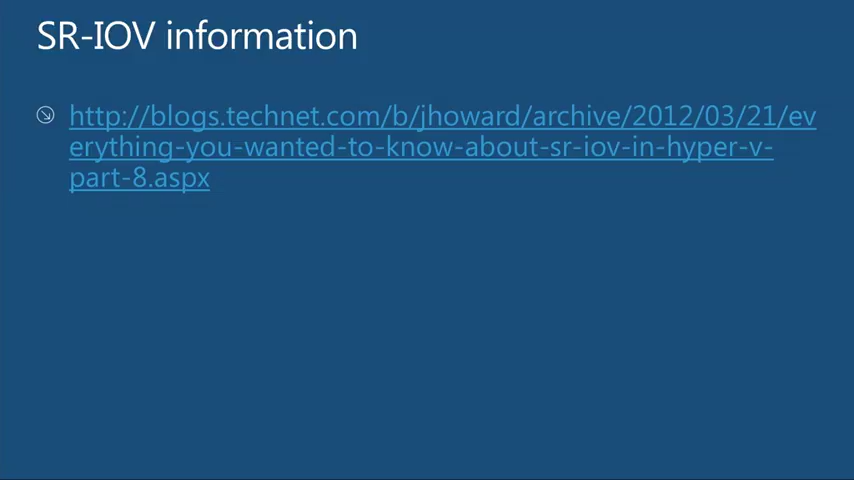 SR-IOV information
http://blogs.technet.com/b/jhoward/archive/2012/03/21/ev
erything-you-wanted-to-know-about-sr-iov-in-hyper-v-
part-8.aspx